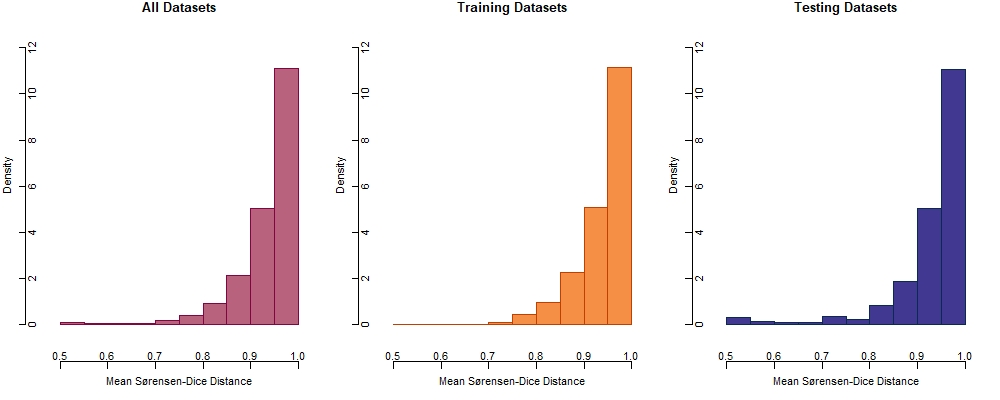 All Datasets
Training Datasets
Testing Datasets
Density
0 2 4 6 8 10 12
0.5 0.6 0.7 0.8 0.9 1.0
Mean Sørensen-Dice Distance
Density
0 2 4 6 8 10 12
0.5 0.6 0.7 0.8 0.9 1.0
Mean Sørensen-Dice Distance
Density
0 2 4 6 8 10 12
0.5 0.6 0.7 0.8 0.9 1.0
Mean Sørensen-Dice Distance